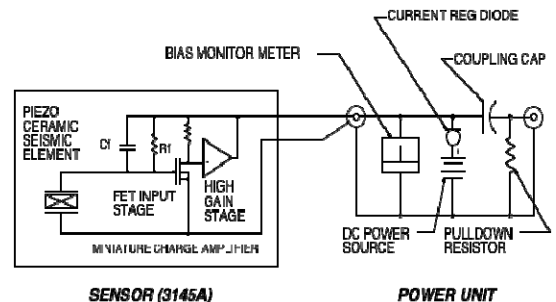 CURRENT REG DIODE
BIAS MONITOR METER
COUPLING CAP
PIEZO
CERAMIC
SEISMIC
ELEMENT
Cf
Rf
FET INPUT
STAGE
HIGH
GAIN
STAGE
MINIATURE CHARGE AMPLIFIER
DC POWER
SOURCE
PULLDOWN
RESISTOR
SENSOR (3145A)
POWER UNIT